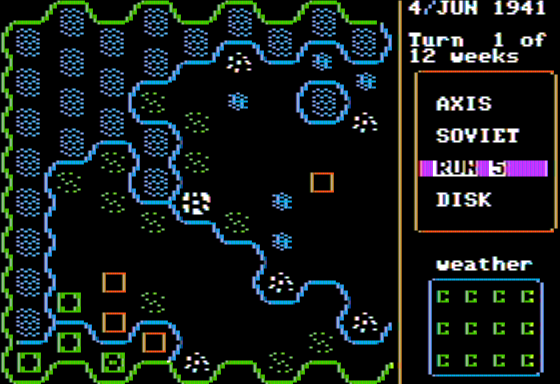 4/JUN 1941
Turn 1 of
12 weeks
AXIS
SOVIET
RUN 5
DISK
weather
C C C C
C C C C
C C C C